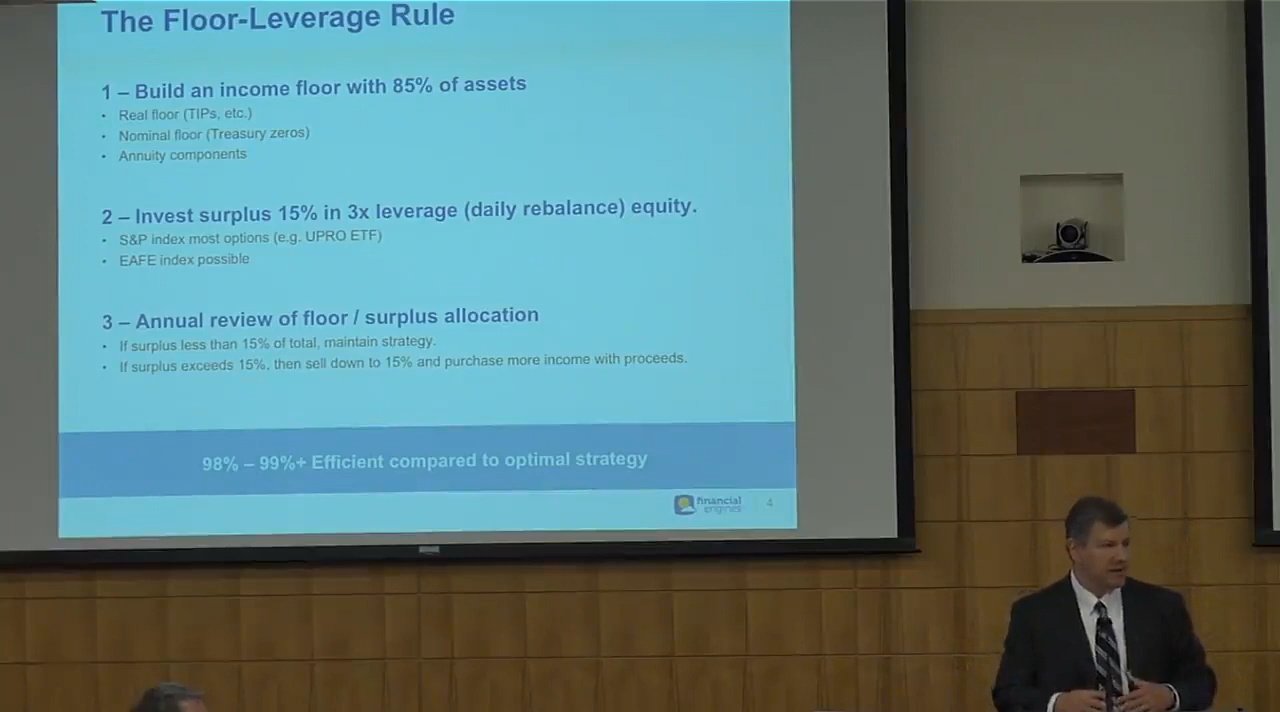 The Floor-Leverage Rule
1 – Build an income floor with 85% of assets
• Real floor (TIPs, etc.)
• Nominal floor (Treasury zeros)
• Annuity components
2 – Invest surplus 15% in 3x leverage (daily rebalance) equity.
• S&P index most options (e.g. UPRO ETF)
• EAFE index possible
3 – Annual review of floor / surplus allocation
• If surplus less than 15% of total, maintain strategy.
• If surplus exceeds 15%, then sell down to 15% and purchase more income with proceeds.
98% – 99%+ Efficient compared to optimal strategy
financial
engines
4